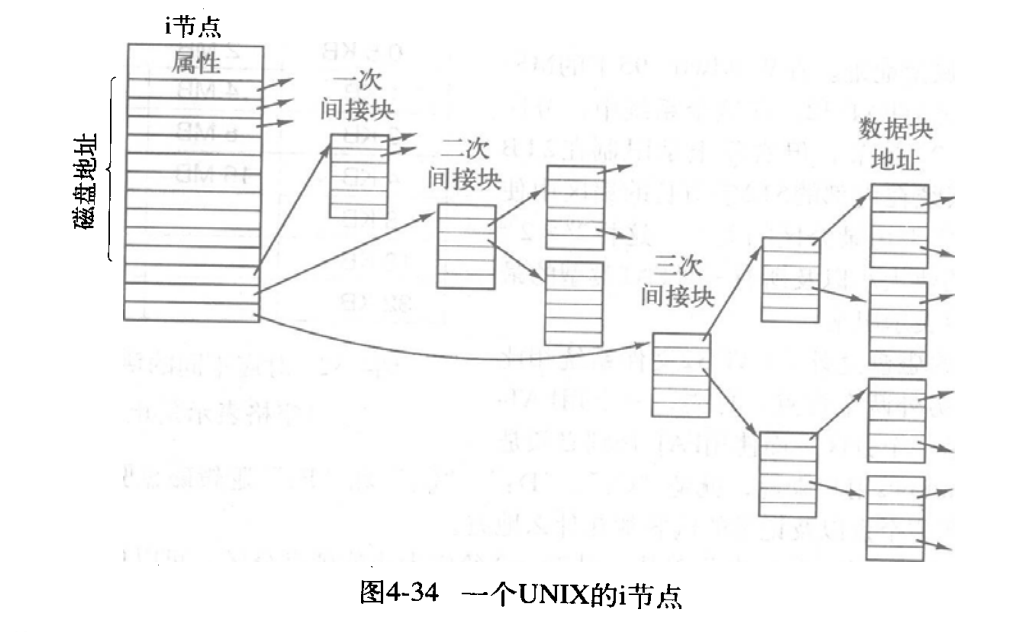 i节点
属性
磁盘地址
一次
间接块
二次
间接块
三次
间接块
数据块
地址
图4-34 一个UNIX的i节点